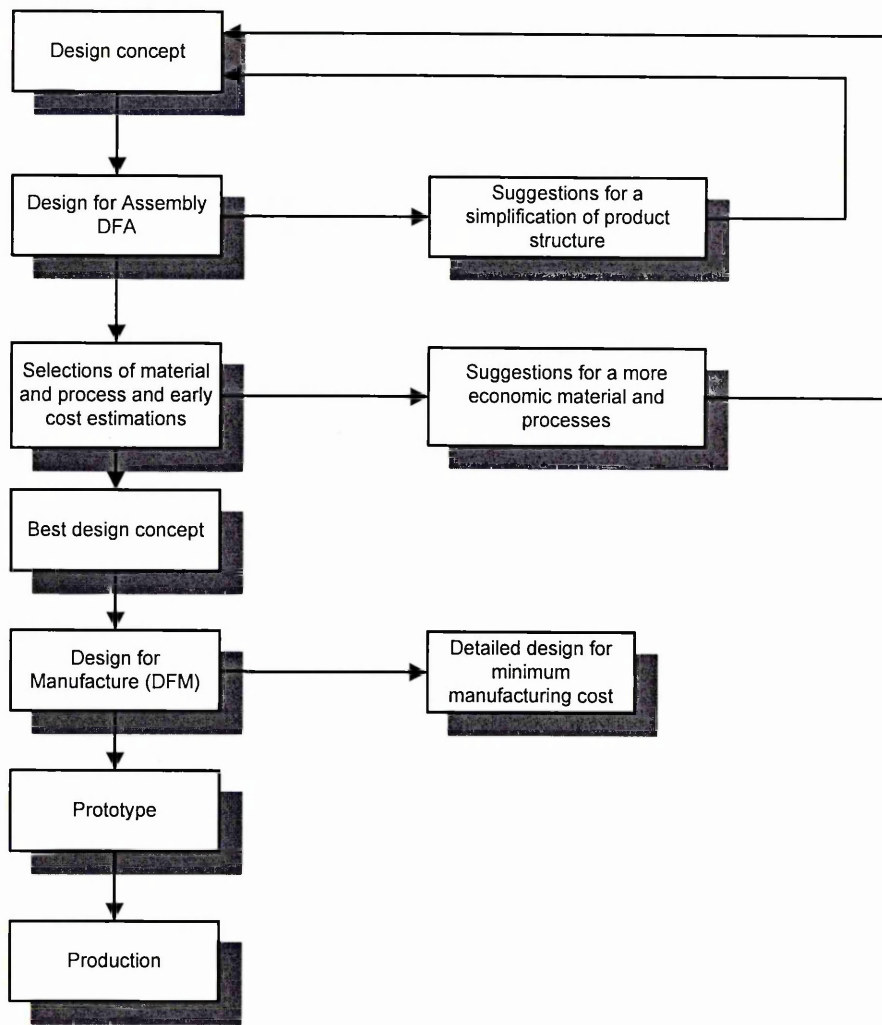 Design concept
Design for Assembly
DFA
Suggestions for a
simplification of product
structure
Selections of material
and process and early
cost estimations
Suggestions for a more
economic material and
processes
Best design concept
Design for
Manufacture (DFM)
Detailed design for
minimum
manufacturing cost
Prototype
Production